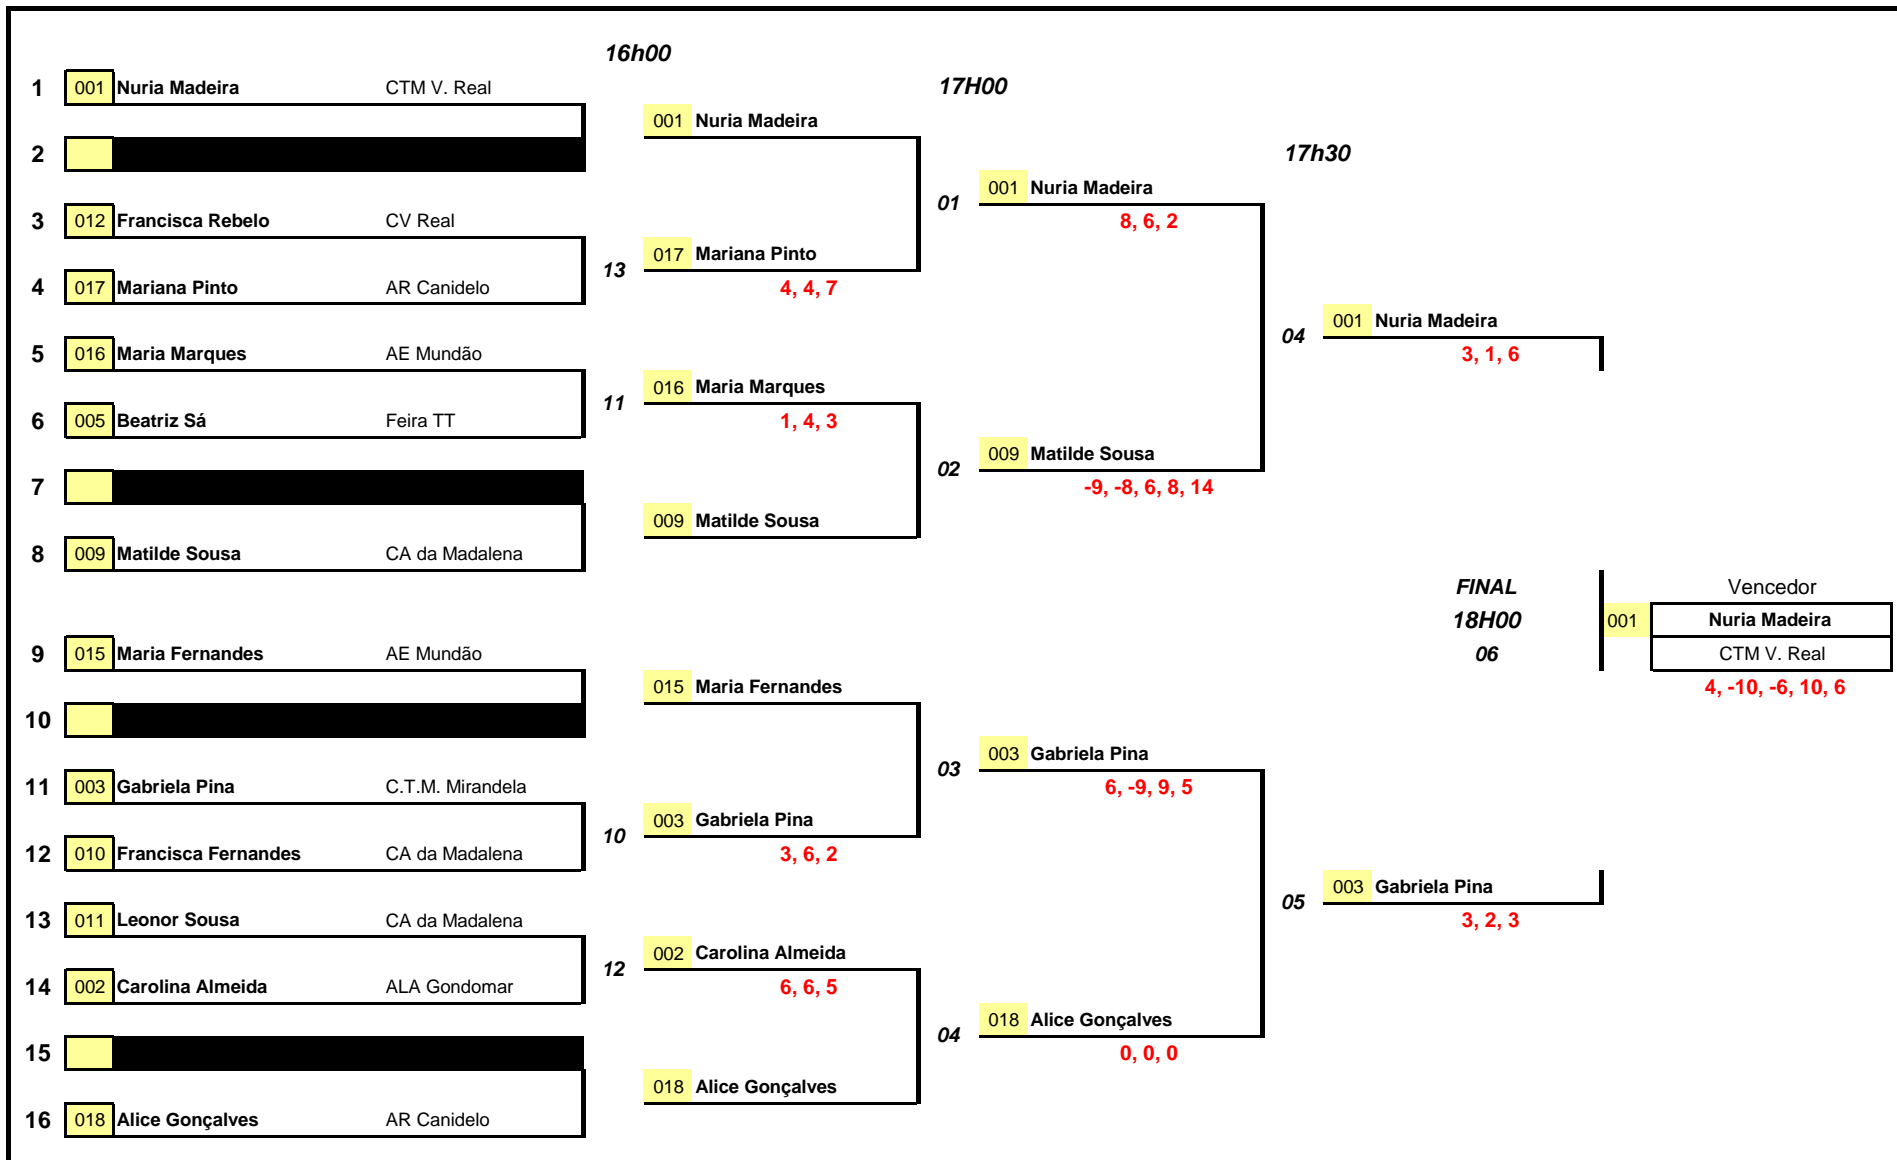 16h00
1 001 Nuria Madeira CTM V. Real
17H00
001 Nuria Madeira
2
17h30
001 Nuria Madeira
01
3 012 Francisca Rebelo CV Real
8, 6, 2
017 Mariana Pinto
13
4 017 Mariana Pinto AR Canidelo
4, 4, 7
001 Nuria Madeira
04
5 016 Maria Marques AE Mundão
3, 1, 6
016 Maria Marques
11
6 005 Beatriz Sá Feira TT
1, 4, 3
009 Matilde Sousa
02
7
-9, -8, 6, 8, 14
009 Matilde Sousa
8 009 Matilde Sousa CA da Madalena
FINAL Vencedor
18H00 001 Nuria Madeira
06 CTM V. Real
9 015 Maria Fernandes AE Mundão
4, -10, -6, 10, 6
015 Maria Fernandes
10
003 Gabriela Pina
03
11 003 Gabriela Pina C.T.M. Mirandela
6, -9, 9, 5
003 Gabriela Pina
10
12 010 Francisca Fernandes CA da Madalena
3, 6, 2
003 Gabriela Pina
05
13 011 Leonor Sousa CA da Madalena
3, 2, 3
002 Carolina Almeida
12
14 002 Carolina Almeida ALA Gondomar
6, 6, 5
018 Alice Gonçalves
04
15
0, 0, 0
018 Alice Gonçalves
16 018 Alice Gonçalves AR Canidelo